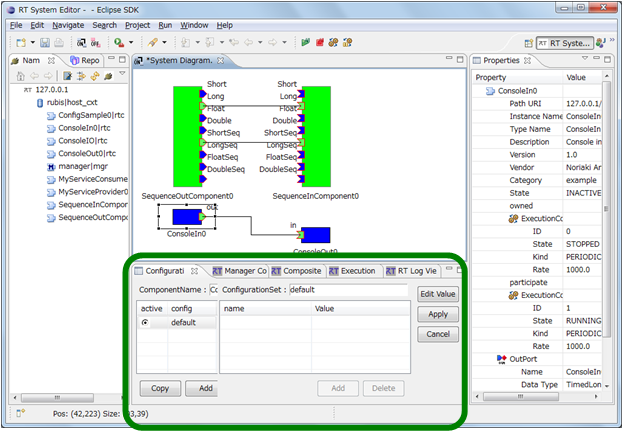 RT System Editor - - Eclipse SDK
File Edit Navigate Search Project Run Window Help
RT Syste...
Nam
Repo
127.0.0.1
rubis|host_cxt
ConfigSample0|rtc
ConsoleIn0|rtc
ConsoleIO|rtc
ConsoleOut0|rtc
manager|mgr
MyServiceConsume
MyServiceProvider0
SequenceInCompone
SequenceOutCompo
*System Diagram.
Short
Long
Float
Double
ShortSeq
LongSeq
FloatSeq
DoubleSeq
SequenceOutComponent0
Short
Long
Float
Double
ShortSeq
LongSeq
FloatSeq
DoubleSeq
SequenceInComponent0
out
ConsoleIn0
in
ConsoleOut0
Configurati
Manager Co
Composite
Execution
RT Log Vie
ComponentName : Co ConfigurationSet : default
active config
default
name Value
Edit Value
Apply
Cancel
Copy Add
Add Delete
Properties
Property Value
ConsoleIn0
Path URI 127.0.0.1/
Instance Name ConsoleIn
Type Name ConsoleIn
Description Console in
Version 1.0
Vendor Noriaki Ar
Category example
State INACTIVE
owned
ExecutionCo
ID 0
State STOPPED
Kind PERIODIC
Rate 1000.0
participate
ExecutionCo
ID 1
State RUNNING
Kind PERIODIC
Rate 1000.0
OutPort
Name ConsoleIn
Data Type TimedLon
Pos: (42,223) Size: 03,39)